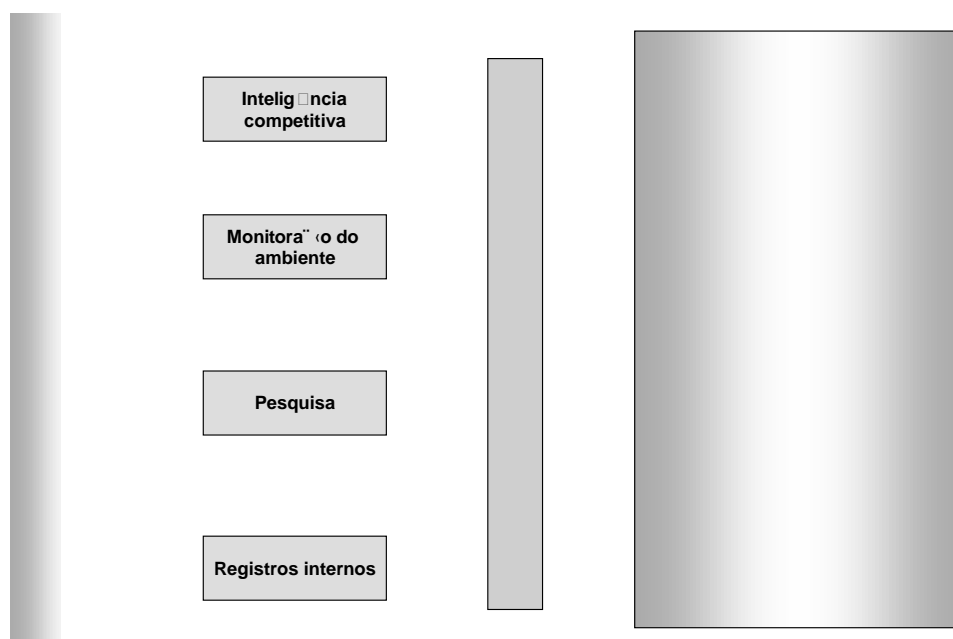 Intelig□ncia
competitiva
Monitora¨ ‹o do
ambiente
Pesquisa
Registros internos